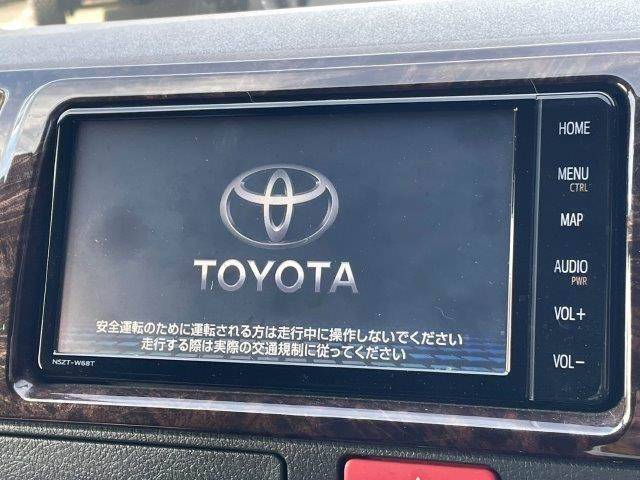 HOME
MENU
CTRL
MAP
AUDIO
PWR
VOL+
VOL-
TOYOTA
安全運転のために運転される方は走行中に操作しないでください
走行する際は実際の交通規制に従ってください
NSZT-W68T